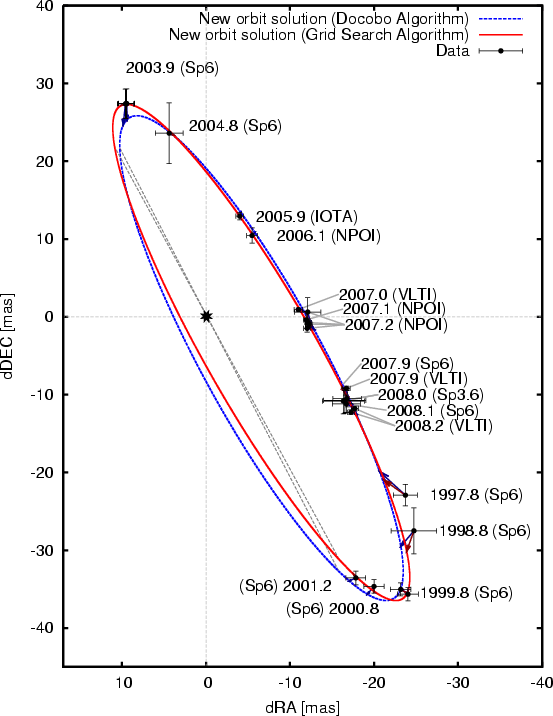 New orbit solution (Docobo Algorithm)
New orbit solution (Grid Search Algorithm)
Data
2003.9 (Sp6)
2004.8 (Sp6)
2005.9 (IOTA)
2006.1 (NPOI)
2007.0 (VLTI)
2007.1 (NPOI)
2007.2 (NPOI)
2007.9 (Sp6)
2007.9 (VLTI)
2008.0 (Sp3.6)
2008.1 (Sp6)
2008.2 (VLTI)
1997.8 (Sp6)
1998.8 (Sp6)
(Sp6) 2001.2
1999.8 (Sp6)
(Sp6) 2000.8
40
30
20
10
0
-10
-20
-30
-40
dDEC [mas]
10
0
-10
-20
-30
-40
dRA [mas]